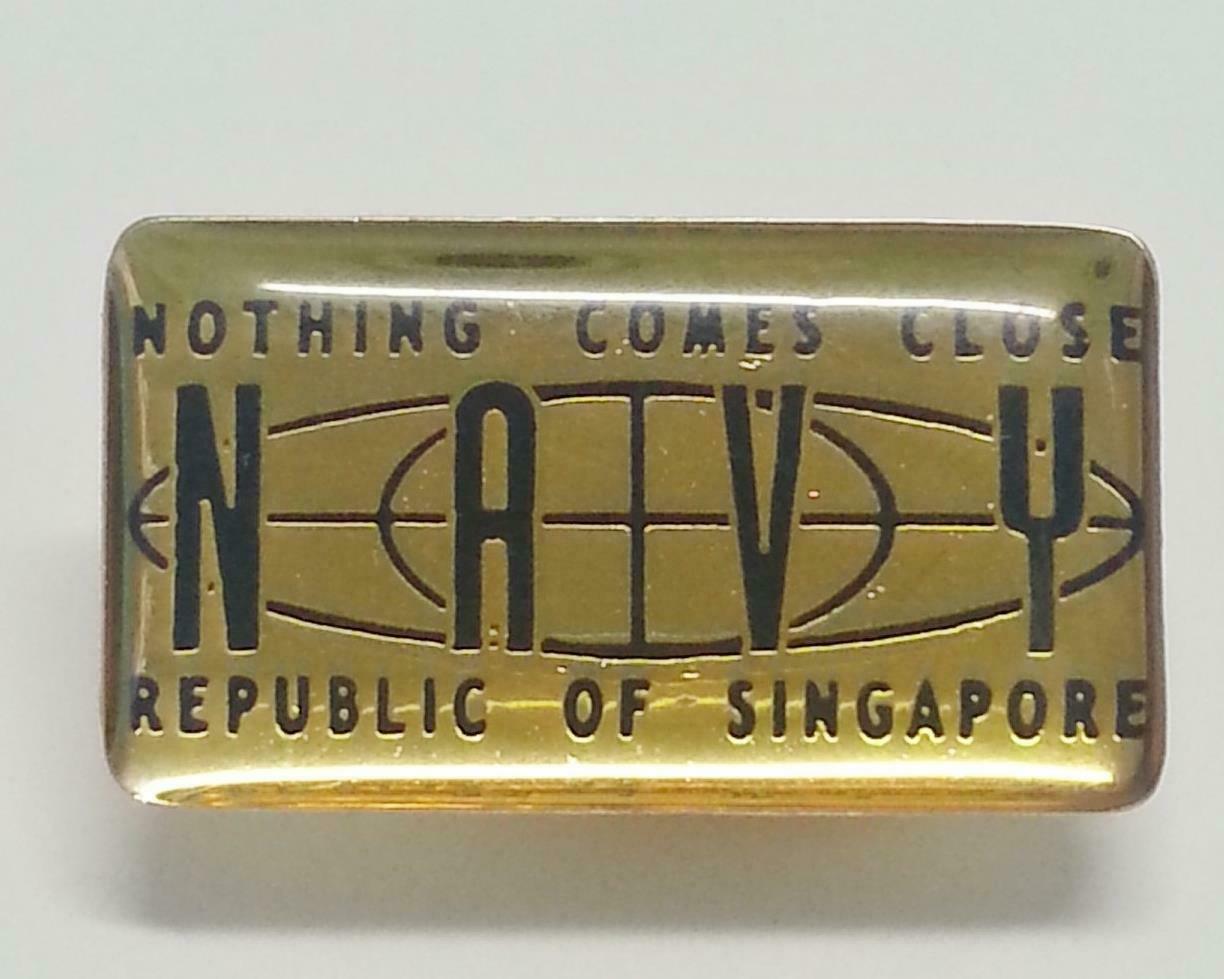 NOTHING COMES CLOSE
NAVY
REPUBLIC OF SINGAPORE